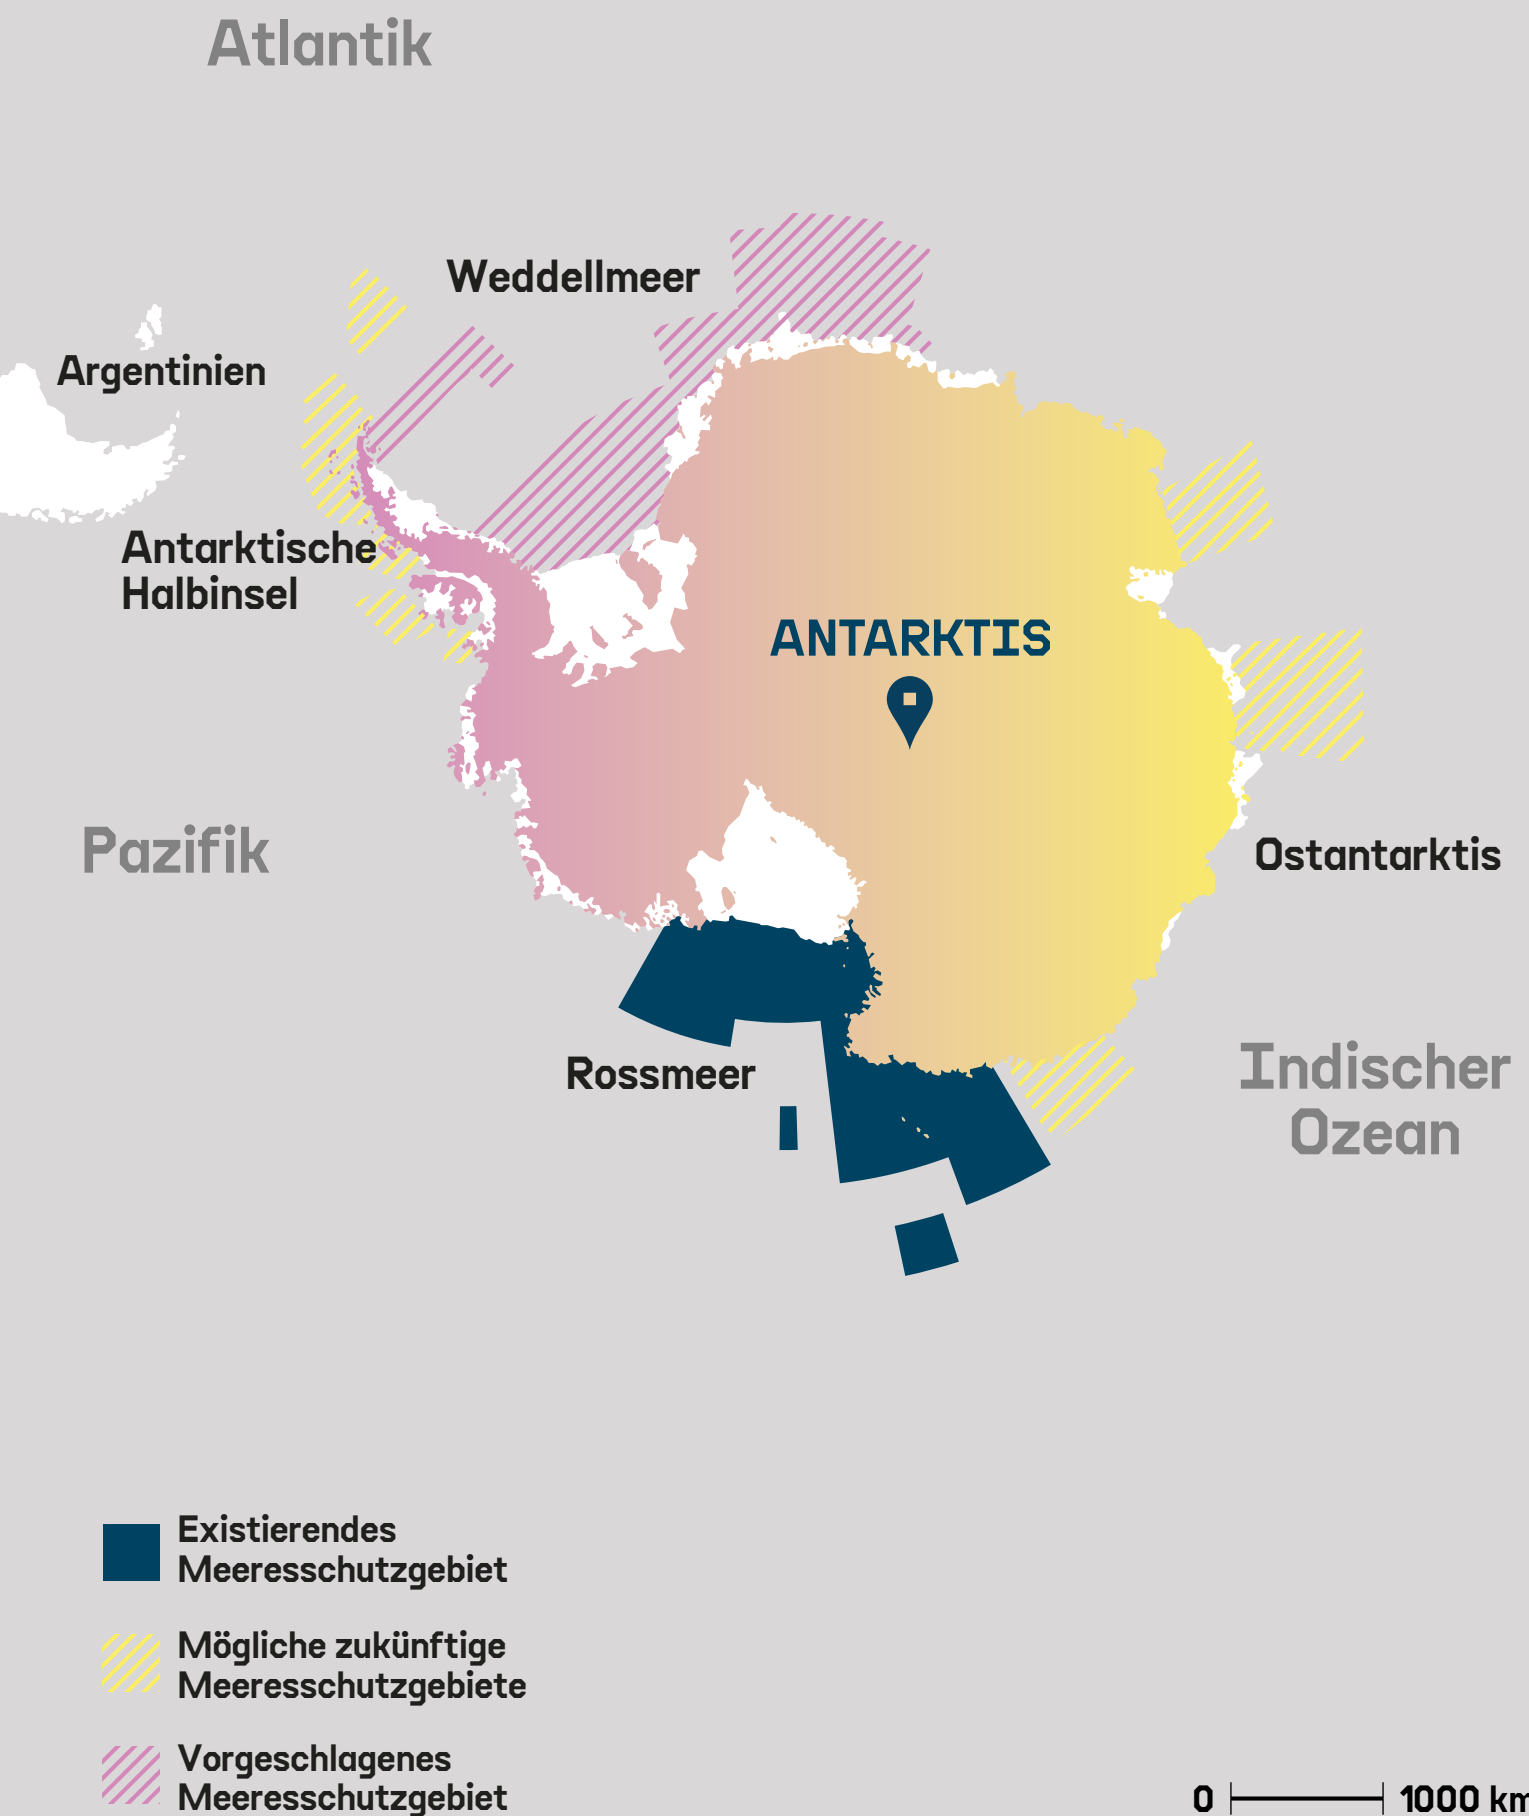 Atlantik
Weddellmeer
Argentinien
Antarktische
Halbinsel
ANTARKTIS
Pazifik
Ostantarktis
Rossmeer
Indischer
Ozean
Existierendes
Meeresschutzgebiet
Mögliche zukünftige
Meeresschutzgebiete
Vorgeschlagenes
Meeresschutzgebiet
0 1000 km